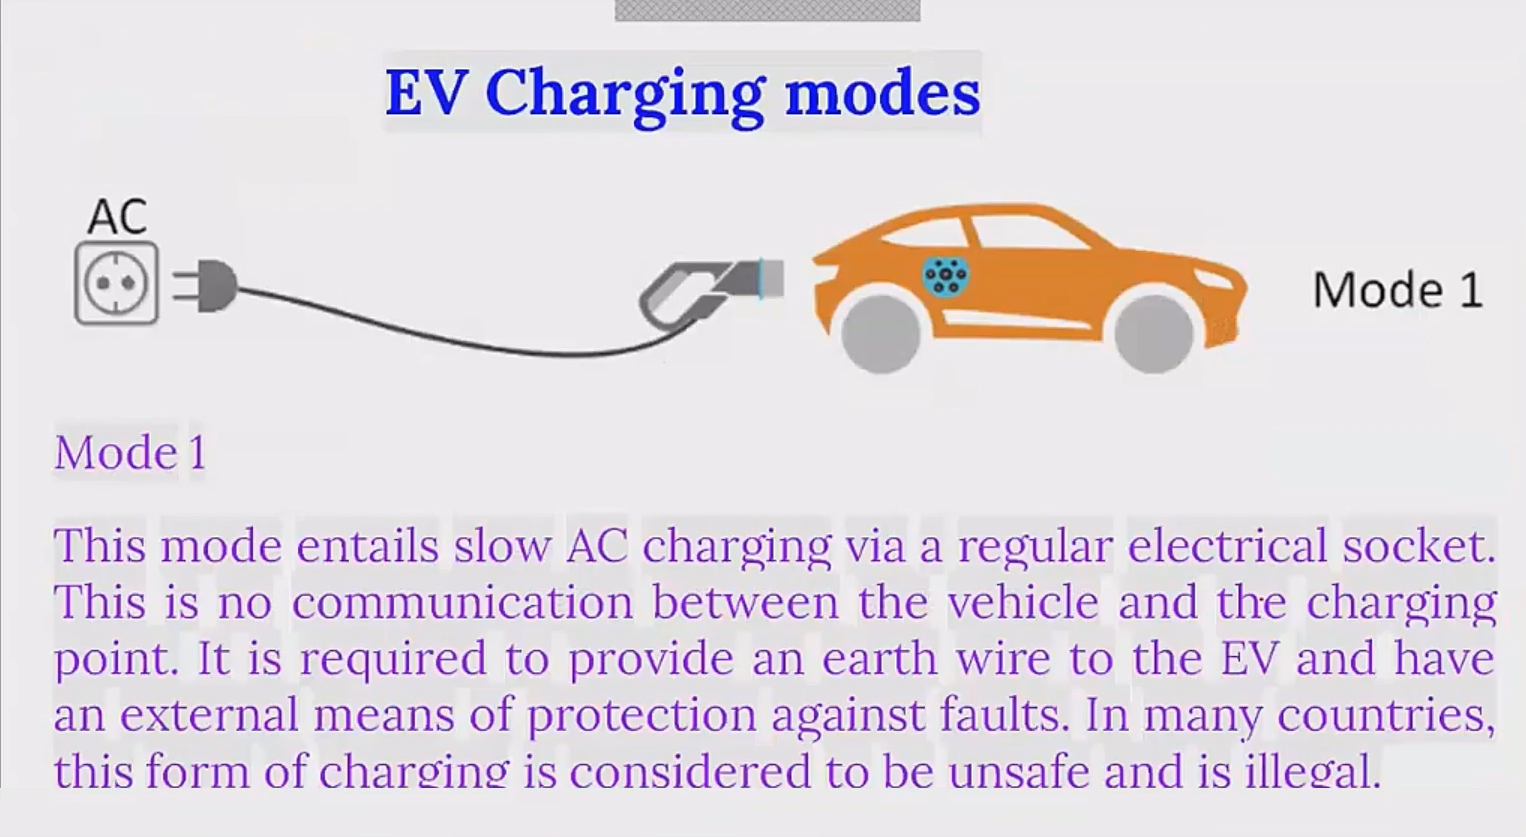 EV Charging modes
AC
Mode 1
Mode 1
This mode entails slow AC charging via a regular electrical socket.
This is no communication between the vehicle and the charging
point. It is required to provide an earth wire to the EV and have
an external means of protection against faults. In many countries,
this form of charging is considered to be unsafe and is illegal.